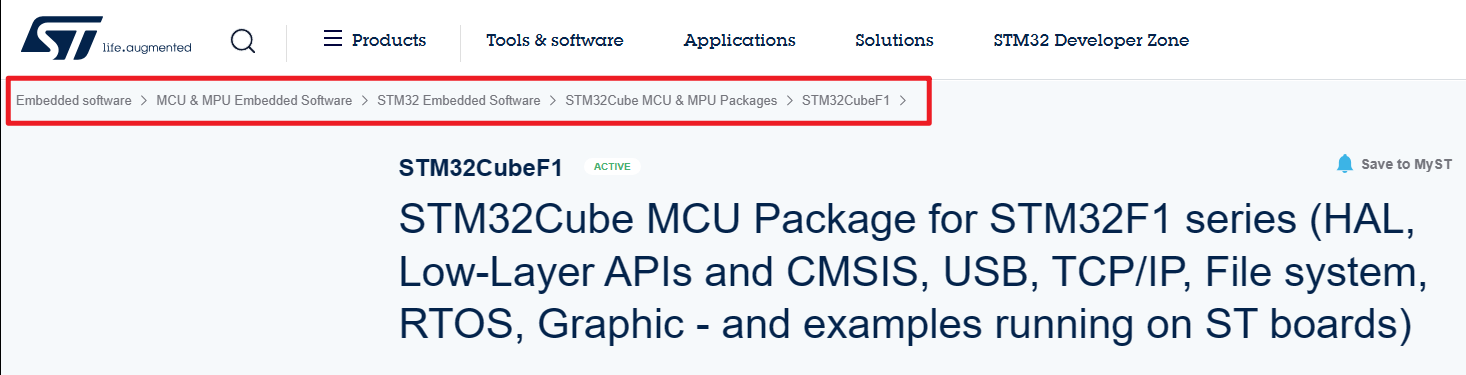 ST life.augmented Products Tools & software Applications Solutions STM32 Developer Zone
Embedded software > MCU & MPU Embedded Software > STM32 Embedded Software > STM32Cube MCU & MPU Packages > STM32CubeF1 >
STM32CubeF1 ACTIVE Save to MyST
STM32Cube MCU Package for STM32F1 series (HAL,
Low-Layer APIs and CMSIS, USB, TCP/IP, File system,
RTOS, Graphic - and examples running on ST boards)